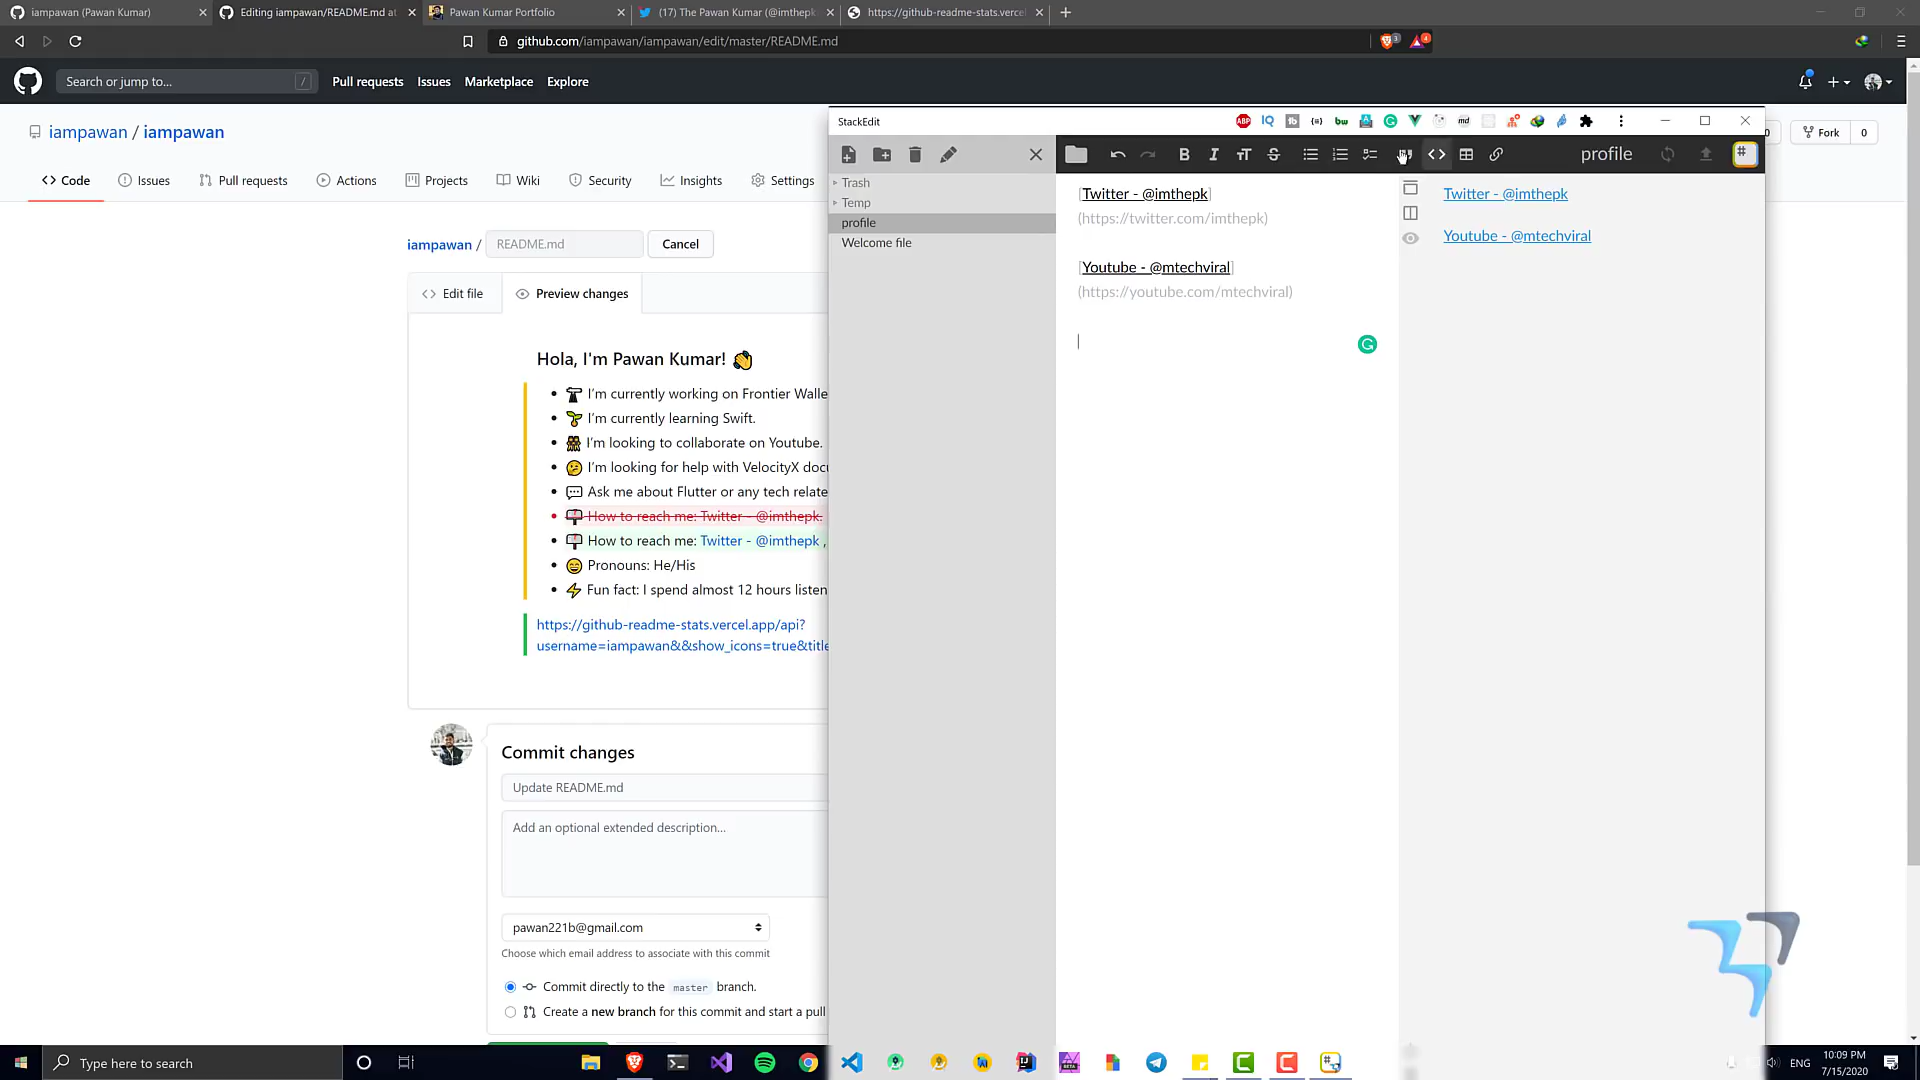 iampawan (Pawan Kumar)
Editing iampawan/README.md at
Pawan Kumar Portfolio
(17) The Pawan Kumar (@imthepk
https://github-readme-stats.vercel
github.com/iampawan/iampawan/edit/master/README.md
Search or jump to... /
Pull requests Issues Marketplace Explore
iampawan / iampawan
Fork 0
Code Issues Pull requests Actions Projects Wiki Security Insights Settings
iampawan / README.md Cancel
Edit file Preview changes
Hola, I'm Pawan Kumar!
I'm currently working on Frontier Walle
I'm currently learning Swift.
I'm looking to collaborate on Youtube.
I'm looking for help with VelocityX docu
Ask me about Flutter or any tech relate
How to reach me: Twitter - @imthepk.
How to reach me: Twitter - @imthepk ,
Pronouns: He/His
Fun fact: I spend almost 12 hours listen
https://github-readme-stats.vercel.app/api?
username=iampawan&&show_icons=true&title
Commit changes
Update README.md
Add an optional extended description...
pawan221b@gmail.com
Choose which email address to associate with this commit
Commit directly to the master branch.
Create a new branch for this commit and start a pull
StackEdit
profile
Trash
Temp
profile
Welcome file
[Twitter - @imthepk]
(https://twitter.com/imthepk)
[Youtube - @mtechviral]
(https://youtube.com/mtechviral)
Twitter - @imthepk
Youtube - @mtechviral
Type here to search
ENG
10:09 PM
7/15/2020